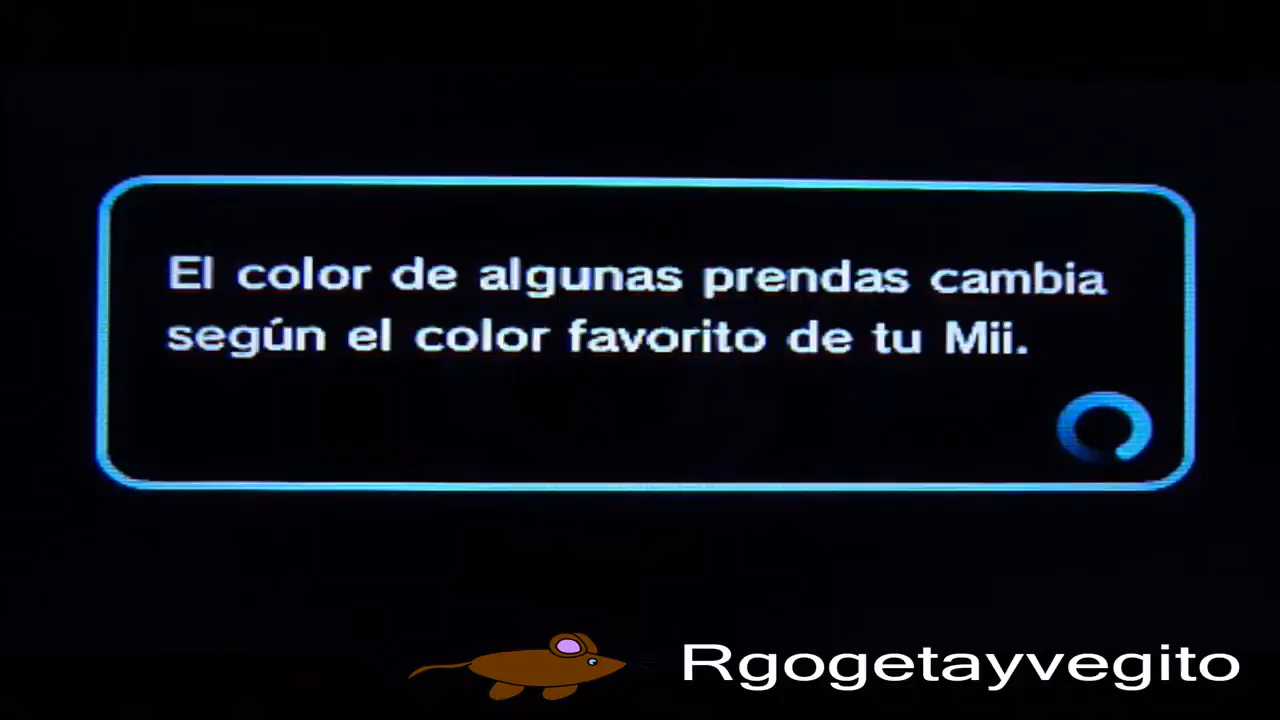 El color de algunas prendas cambia
según el color favorito de tu Mii.
Rgogetayvegito